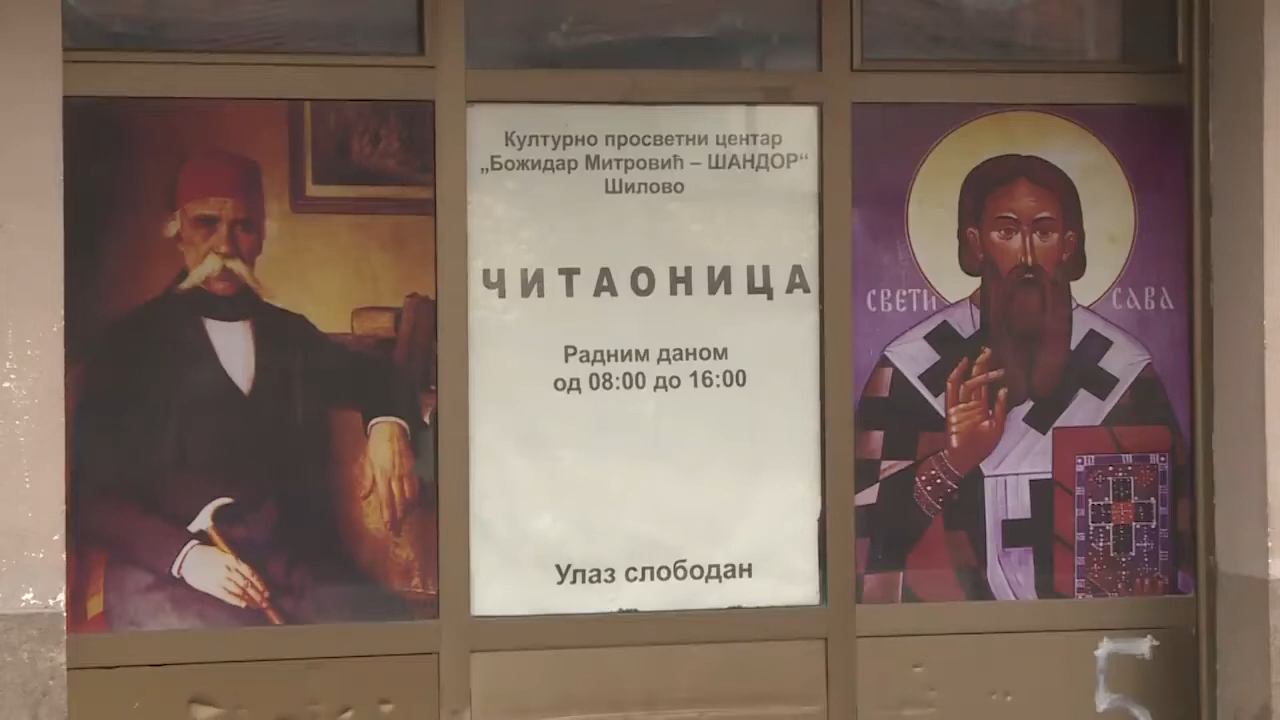 Културно просветни центар
„Божидар Митровић – ШАНДОР“
Шилово
ЧИТАОНИЦА
Радним даном
од 08:00 до 16:00
Улаз слободан
СВЕТИ САВА
5